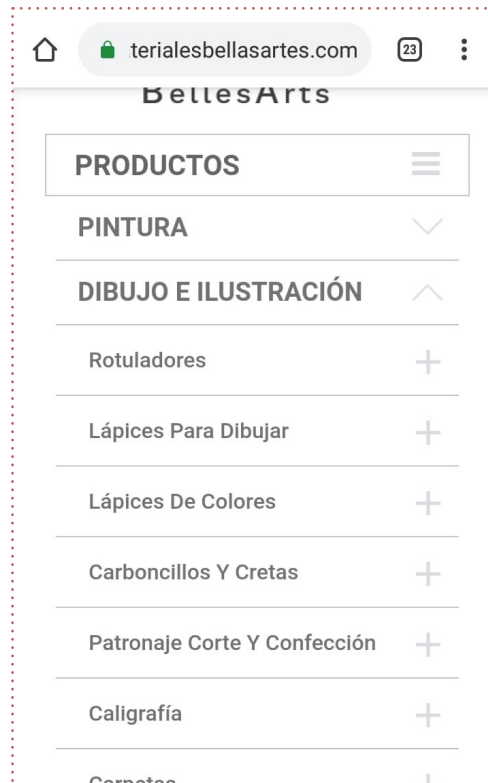 terialesbellasartes.com
23
BellesArts
PRODUCTOS
PINTURA
DIBUJO E ILUSTRACIÓN
Rotuladores
Lápices Para Dibujar
Lápices De Colores
Carboncillos Y Cretas
Patronaje Corte Y Confección
Caligrafía
Carpetas